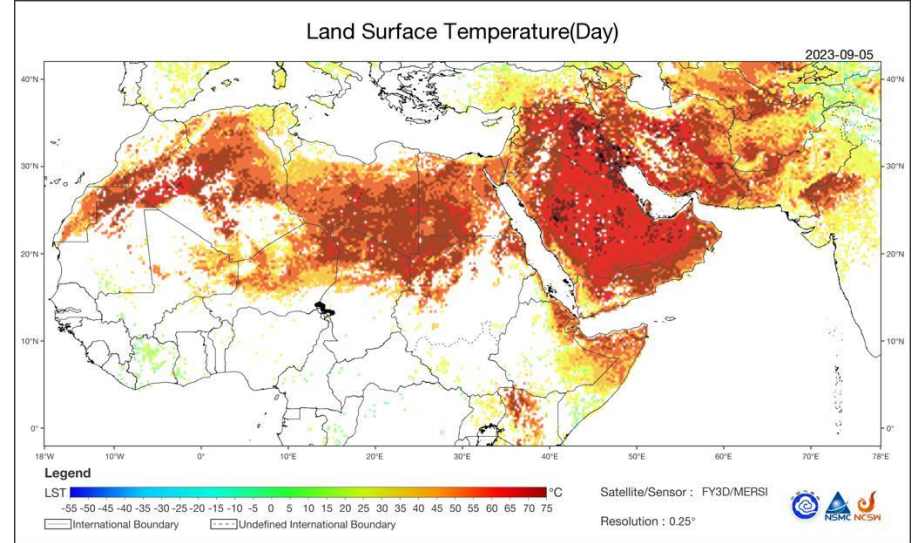 Land Surface Temperature(Day)
2023-09-05
40°N
40°N
30°N
30°N
20°N
20°N
10°N
10°N
0°
0°
18°W
10°W
0°
10°E
20°E
30°E
40°E
50°E
60°E
70°E
78°E
Legend
LST
°C
-55 -50 -45 -35 -30 -25 -20 -15 -10 -5 0 5 10 15 20 25 30 35 40 45 50 55 60 65 70 75
International Boundary
Undefined International Boundary
Satellite/Sensor : FY3D/MERSI
Resolution : 0.25°
NSMC
NCSW